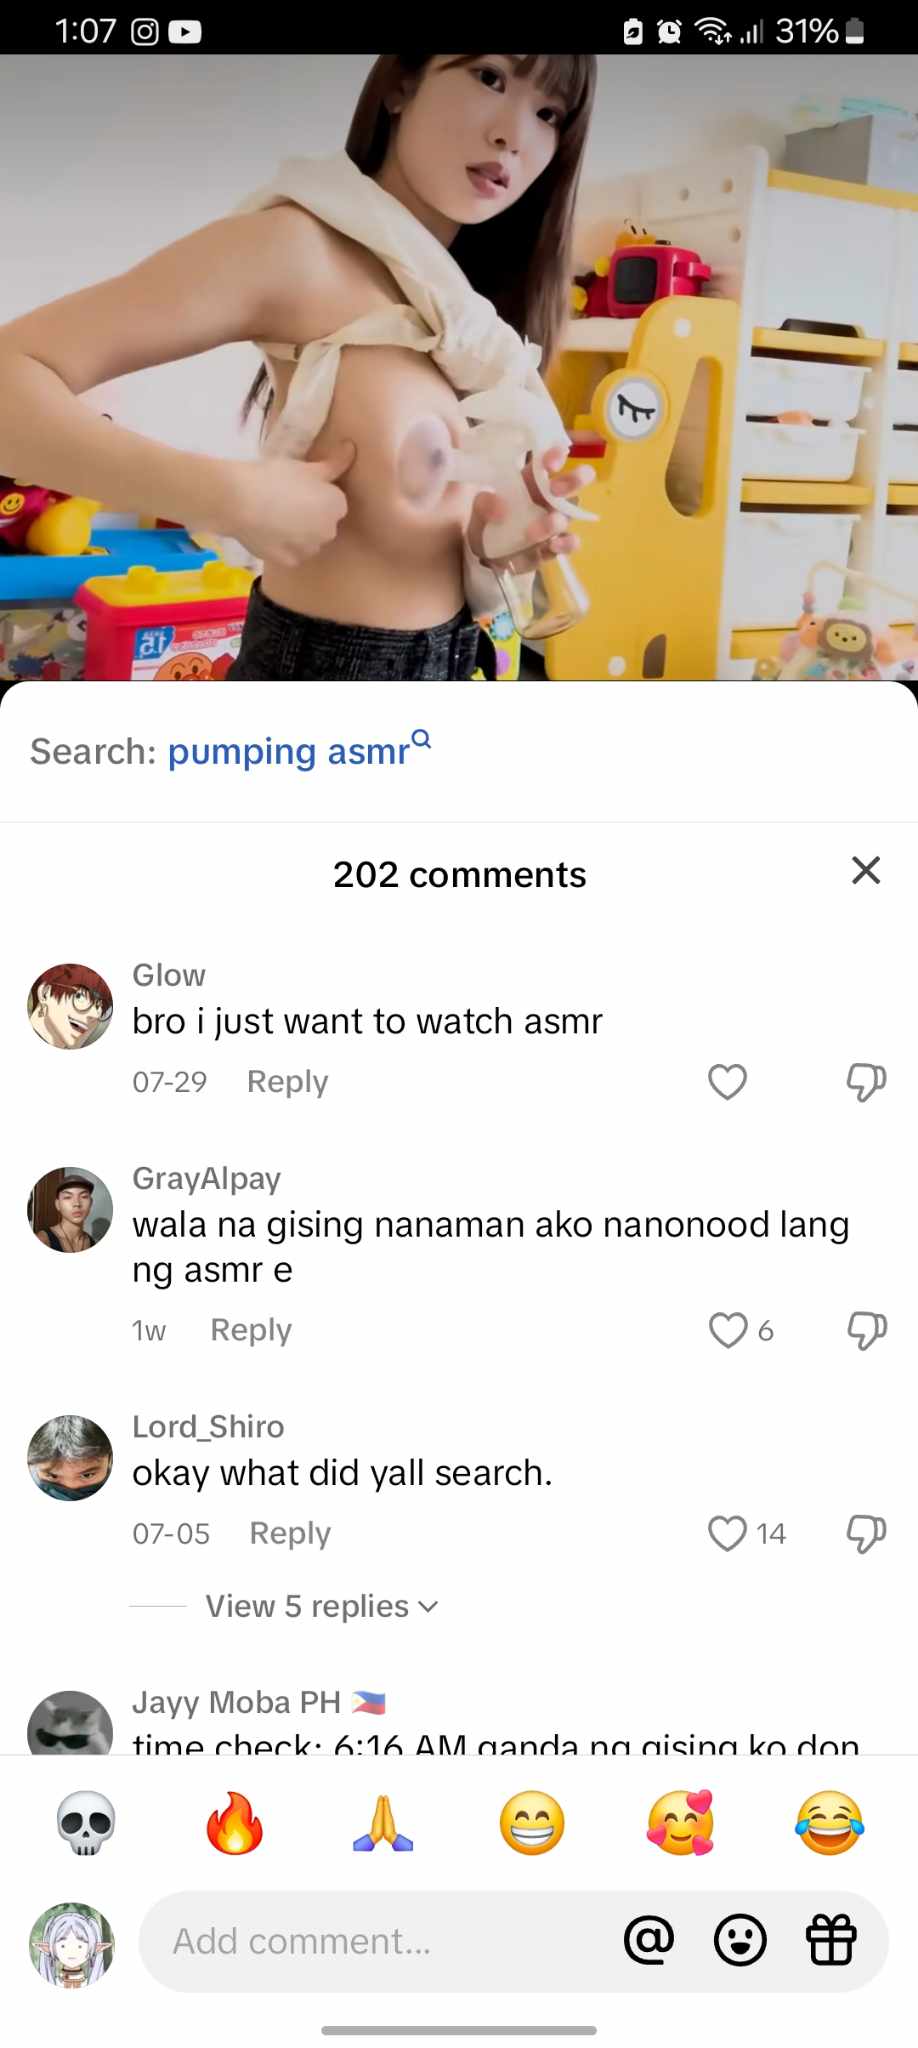 1:07
31%
Search: pumping asmr
202 comments
Glow
bro i just want to watch asmr
07-29 Reply
GrayAlpay
wala na gising nanaman ako nanonood lang
ng asmr e
1w Reply 6
Lord_Shiro
okay what did yall search.
07-05 Reply 14
View 5 replies
Jayy Moba PH
time check: 6:16 AM ganda ng gising ko don
Add comment...